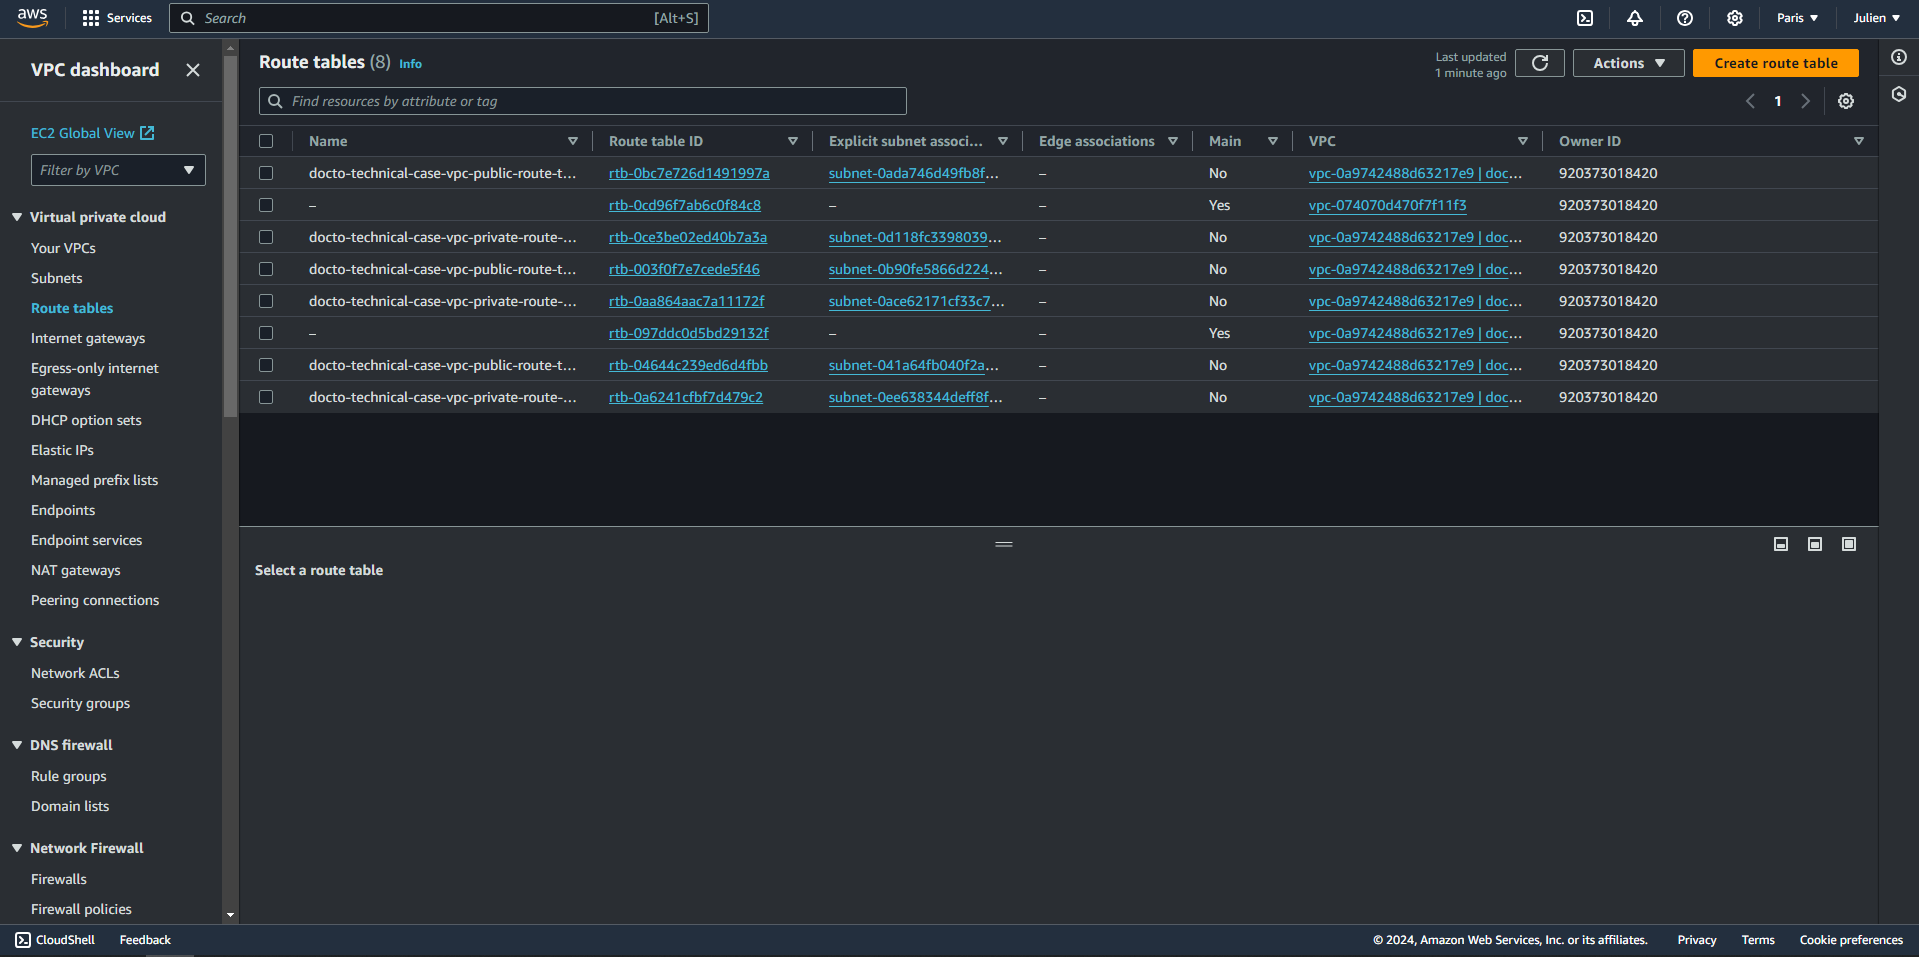 aws Services Search [Alt+S] Paris Julien
VPC dashboard
EC2 Global View
Filter by VPC
Virtual private cloud
Your VPCs
Subnets
Route tables
Internet gateways
Egress-only internet
gateways
DHCP option sets
Elastic IPs
Managed prefix lists
Endpoints
Endpoint services
NAT gateways
Peering connections
Security
Network ACLs
Security groups
DNS firewall
Rule groups
Domain lists
Network Firewall
Firewalls
Firewall policies
Route tables (8) Info
Last updated
1 minute ago
Actions
Create route table
Find resources by attribute or tag
1
Name Route table ID Explicit subnet associ... Edge associations Main VPC Owner ID
docto-technical-case-vpc-public-route-t... rtb-0bc7e726d1491997a subnet-0ada746d49fb8f... – No vpc-0a9742488d63217e9 | doc... 920373018420
– rtb-0cd96f7ab6c0f84c8 – – Yes vpc-074070d470f7f11f3 920373018420
docto-technical-case-vpc-private-route-... rtb-0ce3be02ed40b7a3a subnet-0d118fc3398039... – No vpc-0a9742488d63217e9 | doc... 920373018420
docto-technical-case-vpc-public-route-t... rtb-003f0f7e7cede5f46 subnet-0b90fe5866d224... – No vpc-0a9742488d63217e9 | doc... 920373018420
docto-technical-case-vpc-private-route-... rtb-0aa864aac7a11172f subnet-0ace62171cf33c7... – No vpc-0a9742488d63217e9 | doc... 920373018420
– rtb-097ddc0d5bd29132f – – Yes vpc-0a9742488d63217e9 | doc... 920373018420
docto-technical-case-vpc-public-route-t... rtb-04644c239ed6d4fbb subnet-041a64fb040f2a... – No vpc-0a9742488d63217e9 | doc... 920373018420
docto-technical-case-vpc-private-route-... rtb-0a6241cfbf7d479c2 subnet-0ee638344deff8f... – No vpc-0a9742488d63217e9 | doc... 920373018420
Select a route table
CloudShell Feedback © 2024, Amazon Web Services, Inc. or its affiliates. Privacy Terms Cookie preferences